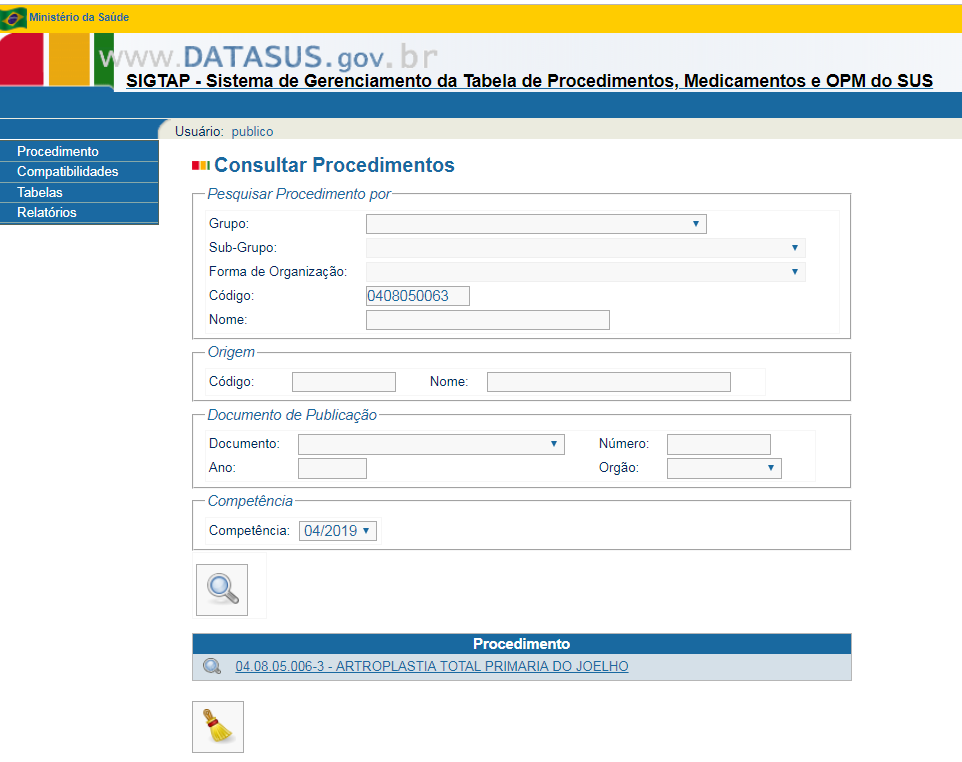 Ministério da Saúde
www.DATASUS.gov.br
SIGTAP - Sistema de Gerenciamento da Tabela de Procedimentos, Medicamentos e OPM do SUS
Usuário: publico
Procedimento
Compatibilidades
Tabelas
Relatórios
Consultar Procedimentos
Pesquisar Procedimento por
Grupo:
Sub-Grupo:
Forma de Organização:
Código: 0408050063
Nome:
Origem
Código: Nome:
Documento de Publicação
Documento: Número:
Ano: Orgão:
Competência
Competência: 04/2019
Procedimento
04.08.05.006-3 - ARTROPLASTIA TOTAL PRIMARIA DO JOELHO